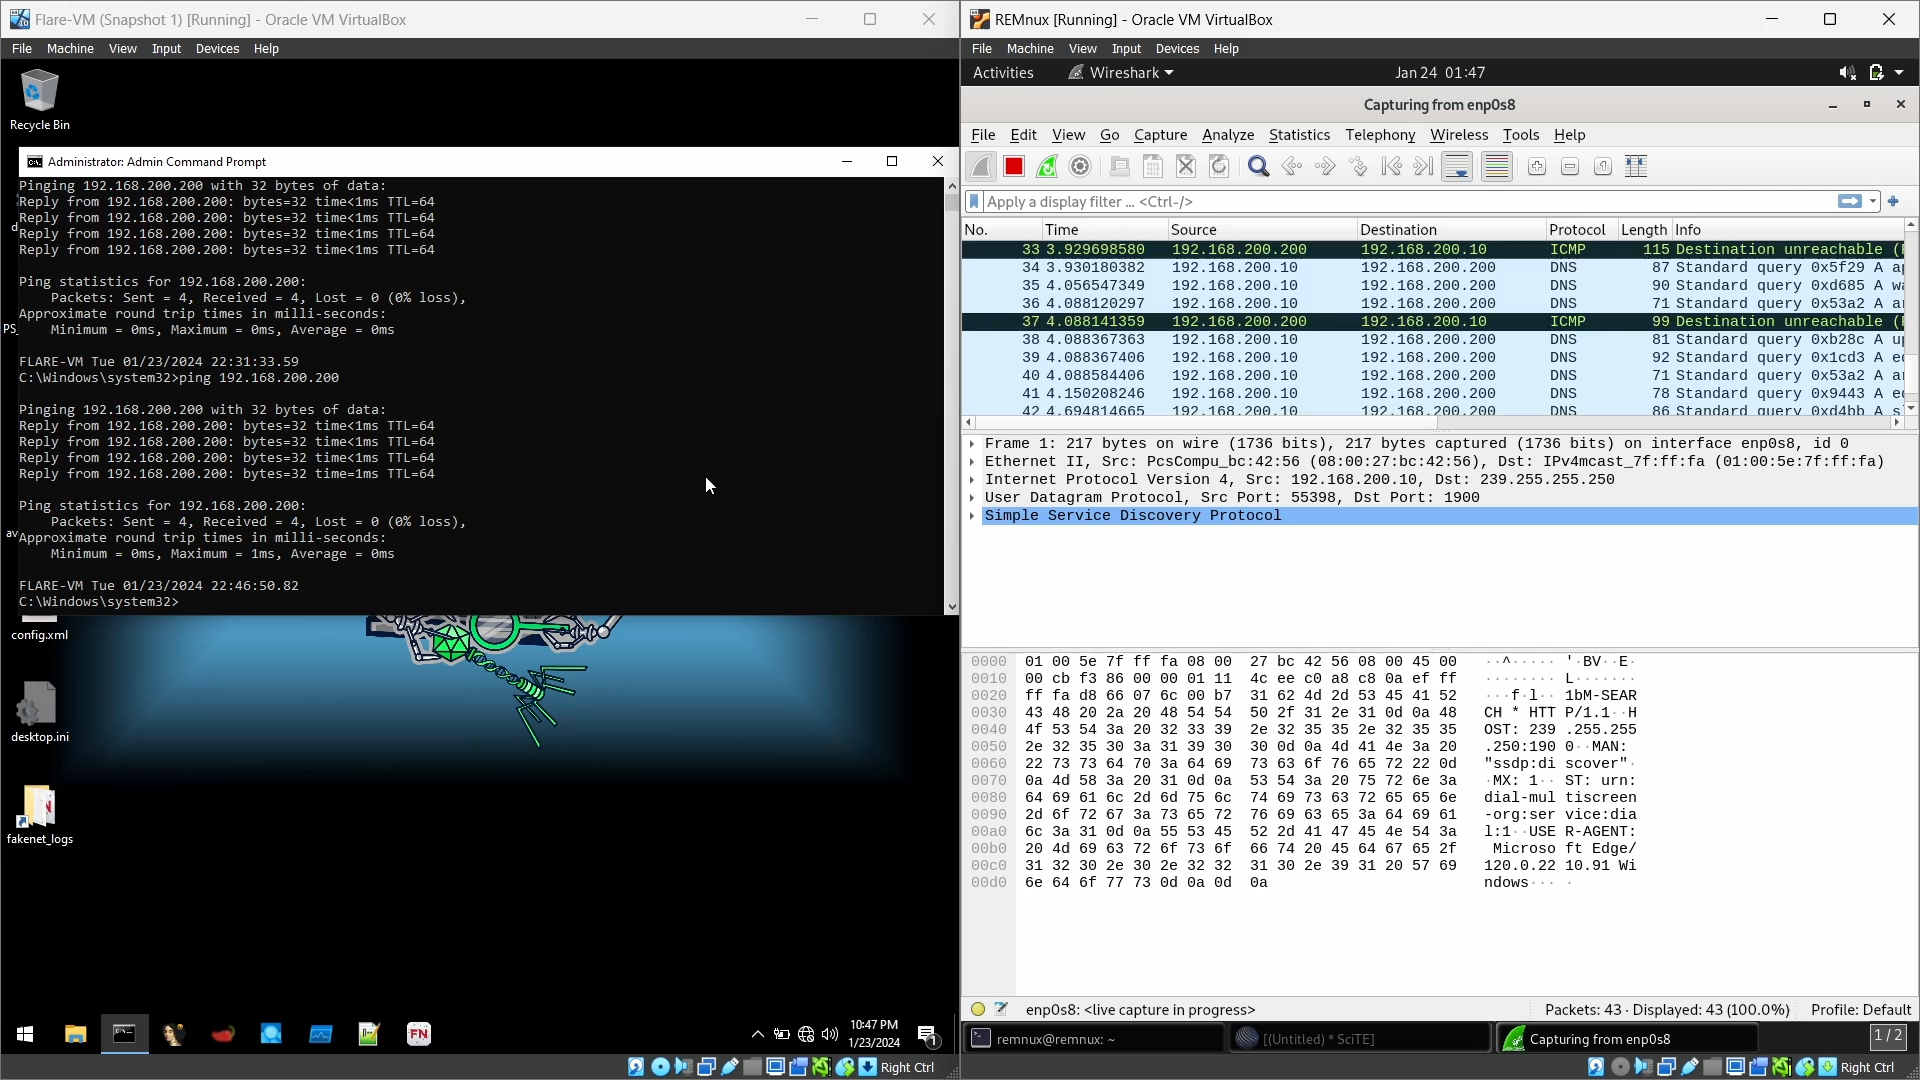 Flare-VM (Snapshot 1) [Running] - Oracle VM VirtualBox
File Machine View Input Devices Help
Recycle Bin
Administrator: Admin Command Prompt
Pinging 192.168.200.200 with 32 bytes of data:
Reply from 192.168.200.200: bytes=32 time<1ms TTL=64
Reply from 192.168.200.200: bytes=32 time<1ms TTL=64
Reply from 192.168.200.200: bytes=32 time<1ms TTL=64
Reply from 192.168.200.200: bytes=32 time<1ms TTL=64
Ping statistics for 192.168.200.200:
Packets: Sent = 4, Received = 4, Lost = 0 (0% loss),
Approximate round trip times in milli-seconds:
Minimum = 0ms, Maximum = 0ms, Average = 0ms
FLARE-VM Tue 01/23/2024 22:31:33.59
C:\Windows\system32>ping 192.168.200.200
Pinging 192.168.200.200 with 32 bytes of data:
Reply from 192.168.200.200: bytes=32 time<1ms TTL=64
Reply from 192.168.200.200: bytes=32 time<1ms TTL=64
Reply from 192.168.200.200: bytes=32 time<1ms TTL=64
Reply from 192.168.200.200: bytes=32 time=1ms TTL=64
Ping statistics for 192.168.200.200:
Packets: Sent = 4, Received = 4, Lost = 0 (0% loss),
Approximate round trip times in milli-seconds:
Minimum = 0ms, Maximum = 1ms, Average = 0ms
FLARE-VM Tue 01/23/2024 22:46:50.82
C:\Windows\system32>
d
PS_
av
config.xml
desktop.ini
fakenet_logs
FN
10:47 PM
1/23/2024
1
Right Ctrl
REMnux [Running] - Oracle VM VirtualBox
File Machine View Input Devices Help
Activities Wireshark Jan 24 01:47
Capturing from enp0s8
File Edit View Go Capture Analyze Statistics Telephony Wireless Tools Help
Apply a display filter ... <Ctrl-/>
No. Time Source Destination Protocol Length Info
33 3.929698580 192.168.200.200 192.168.200.10 ICMP 115 Destination unreachable (
34 3.930180382 192.168.200.10 192.168.200.200 DNS 87 Standard query 0x5f29 A a
35 4.056547349 192.168.200.10 192.168.200.200 DNS 90 Standard query 0xd685 A wa
36 4.088120297 192.168.200.10 192.168.200.200 DNS 71 Standard query 0x53a2 A a
37 4.088141359 192.168.200.200 192.168.200.10 ICMP 99 Destination unreachable (
38 4.088367363 192.168.200.10 192.168.200.200 DNS 81 Standard query 0xb28c A u
39 4.088367406 192.168.200.10 192.168.200.200 DNS 92 Standard query 0x1cd3 A e
40 4.088584406 192.168.200.10 192.168.200.200 DNS 71 Standard query 0x53a2 A a
41 4.150208246 192.168.200.10 192.168.200.200 DNS 78 Standard query 0x9443 A e
42 4.694814665 192.168.200.10 192.168.200.200 DNS 86 Standard query 0xd4bb A s
Frame 1: 217 bytes on wire (1736 bits), 217 bytes captured (1736 bits) on interface enp0s8, id 0
Ethernet II, Src: PcsCompu_bc:42:56 (08:00:27:bc:42:56), Dst: IPv4mcast_7f:ff:fa (01:00:5e:7f:ff:fa)
Internet Protocol Version 4, Src: 192.168.200.10, Dst: 239.255.255.250
User Datagram Protocol, Src Port: 55398, Dst Port: 1900
Simple Service Discovery Protocol
0000 01 00 5e 7f ff fa 08 00 27 bc 42 56 08 00 45 00 ··^····· '·BV··E·
0010 00 cb f3 86 00 00 01 11 4c ee c0 a8 c8 0a ef ff ········ L·······
0020 ff fa d8 66 07 6c 00 b7 31 62 4d 2d 53 45 41 52 ···f·l·· 1bM-SEAR
0030 43 48 20 2a 20 48 54 54 50 2f 31 2e 31 0d 0a 48 CH * HTT P/1.1··H
0040 4f 53 54 3a 20 32 33 39 2e 32 35 35 2e 32 35 35 OST: 239 .255.255
0050 2e 32 35 30 3a 31 39 30 30 0d 0a 4d 41 4e 3a 20 .250:190 0··MAN:
0060 22 73 73 64 70 3a 64 69 73 63 6f 76 65 72 22 0d "ssdp:di scover"·
0070 0a 4d 58 3a 20 31 0d 0a 53 54 3a 20 75 72 6e 3a ·MX: 1·· ST: urn:
0080 64 69 61 6c 2d 6d 75 6c 74 69 73 63 72 65 65 6e dial-mul tiscreen
0090 2d 6f 72 67 3a 73 65 72 76 69 63 65 3a 64 69 61 -org:ser vice:dia
00a0 6c 3a 31 0d 0a 55 53 45 52 2d 41 47 45 4e 54 3a l:1··USE R-AGENT:
00b0 20 4d 69 63 72 6f 73 6f 66 74 20 45 64 67 65 2f Microso ft Edge/
00c0 31 32 30 2e 30 2e 32 32 31 30 2e 39 31 20 57 69 120.0.22 10.91 Wi
00d0 6e 64 6f 77 73 0d 0a 0d 0a ndows··· ·
enp0s8: <live capture in progress> Packets: 43 · Displayed: 43 (100.0%) Profile: Default
remnux@remnux: ~ [(Untitled) * SciTE] Capturing from enp0s8 1 / 2
Right Ctrl